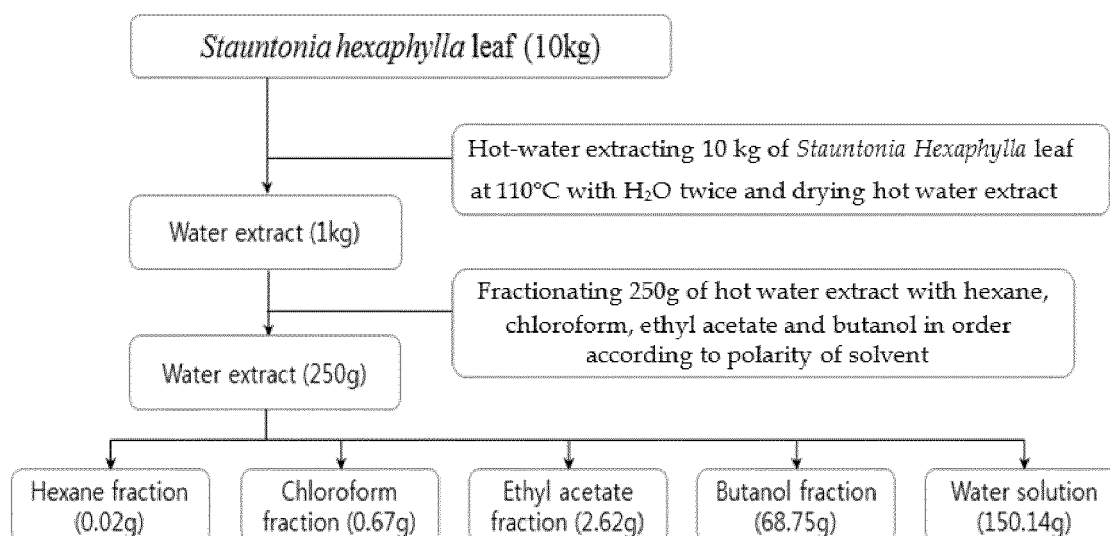 Stauntonia hexaphylla leaf (10kg)
Hot-water extracting 10 kg of Stauntonia Hexaphylla leaf
at 110°C with H₂O twice and drying hot water extract
Water extract (1kg)
Fractionating 250g of hot water extract with hexane,
chloroform, ethyl acetate and butanol in order
according to polarity of solvent
Water extract (250g)
Hexane fraction
(0.02g)
Chloroform
fraction (0.67g)
Ethyl acetate
fraction (2.62g)
Butanol fraction
(68.75g)
Water solution
(150.14g)